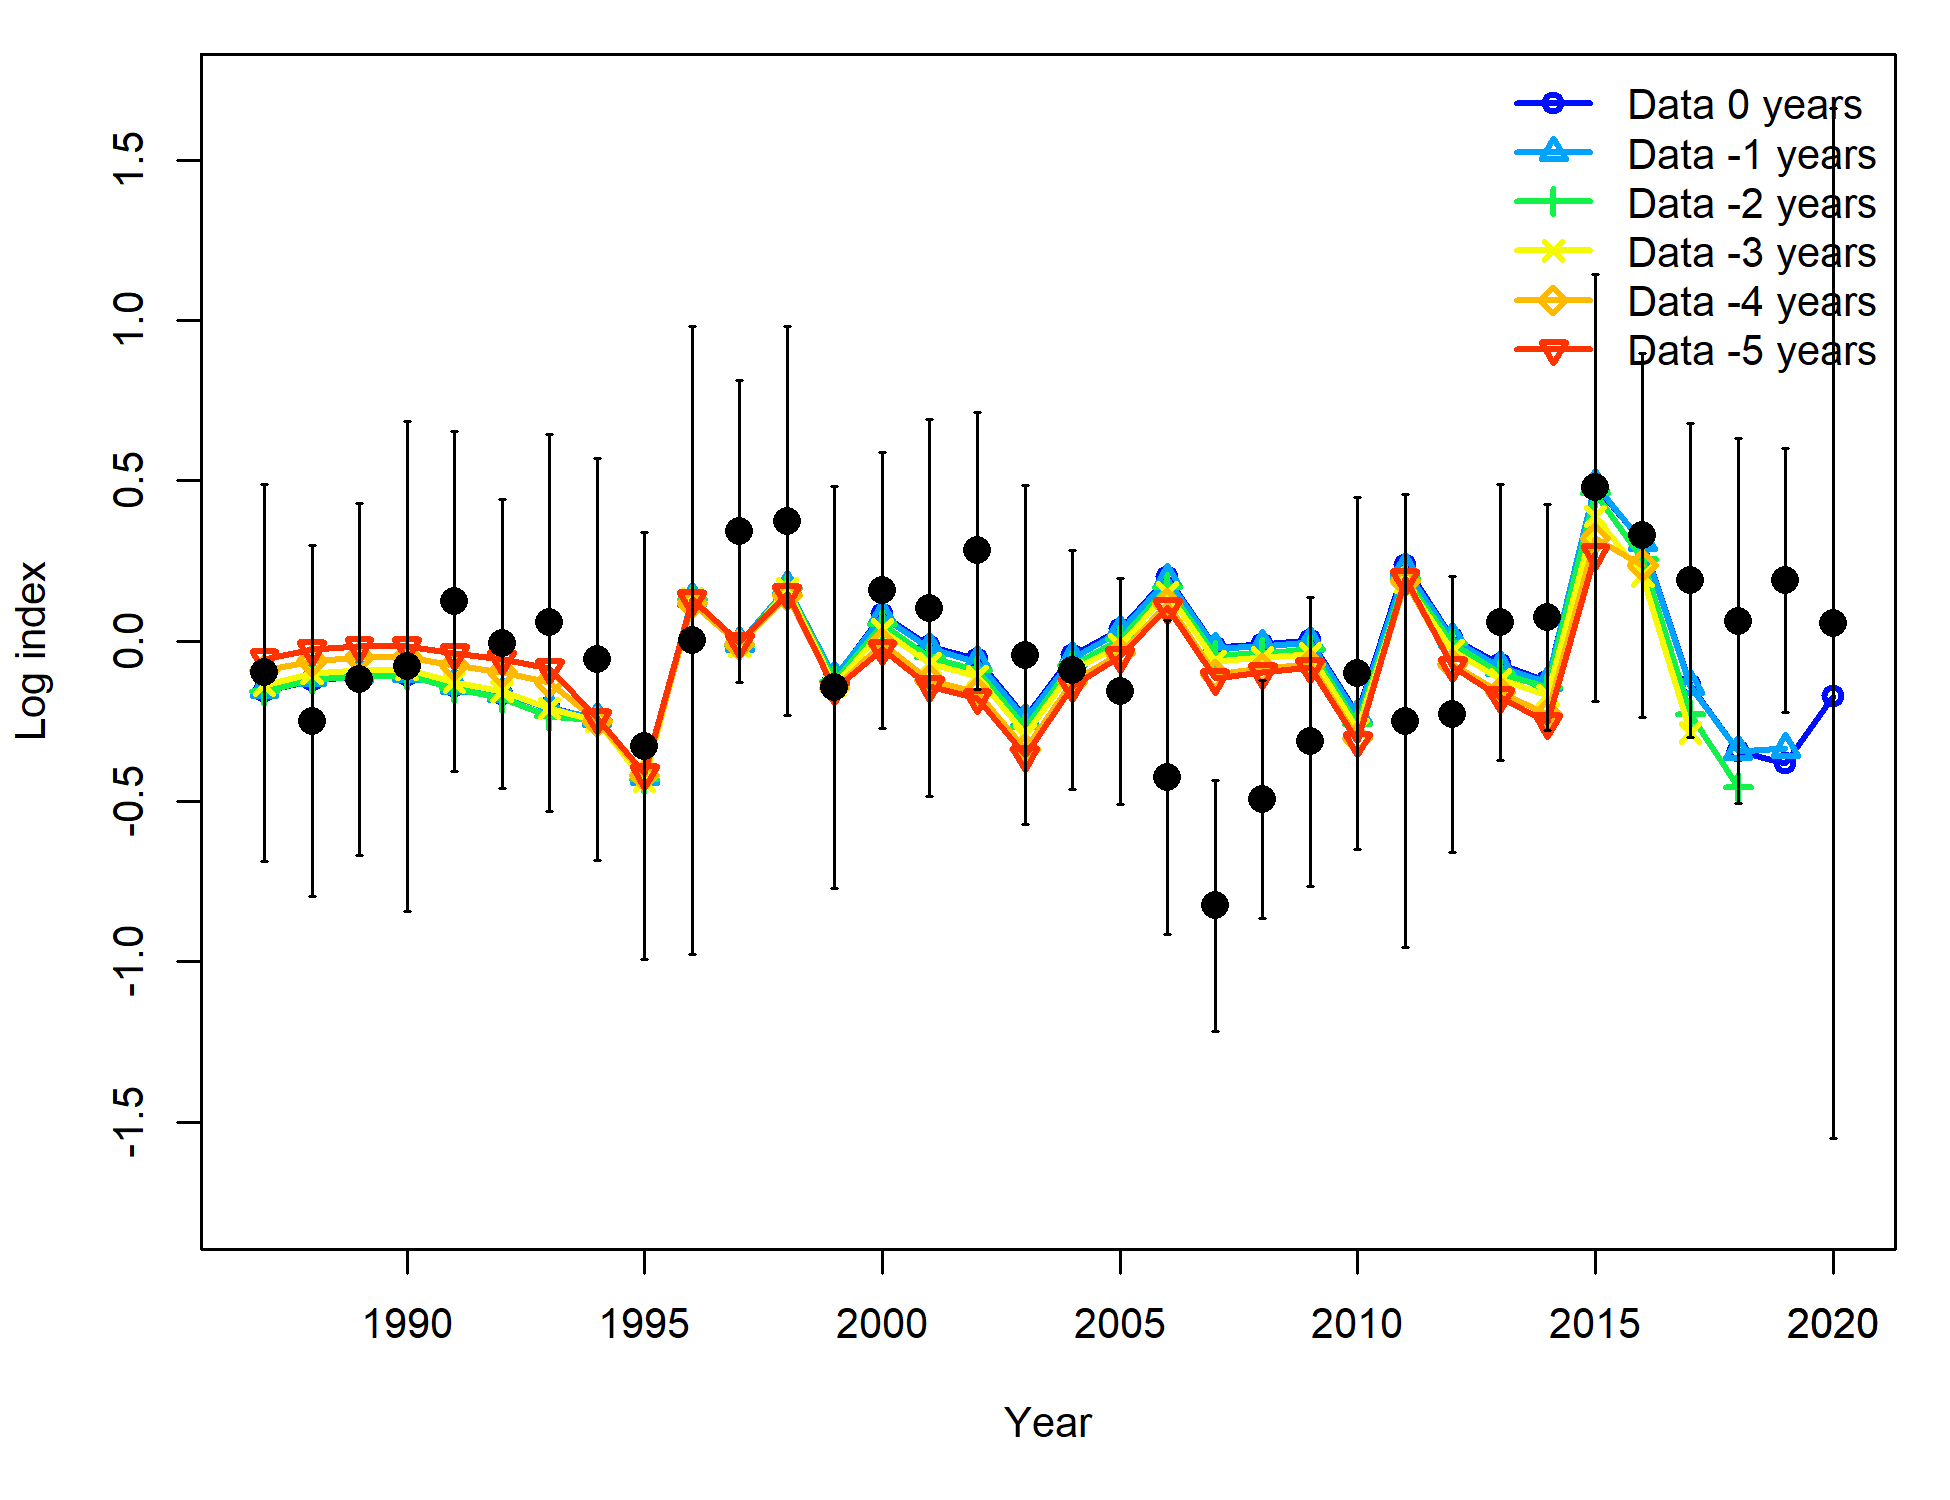 Data 0 years
Data -1 years
Data -2 years
Data -3 years
Data -4 years
Data -5 years
Log index
1.5
1.0
0.5
0.0
-0.5
-1.0
-1.5
1990 1995 2000 2005 2010 2015 2020
Year